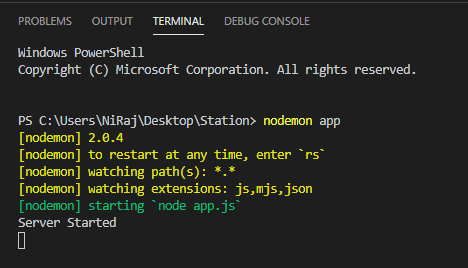 PROBLEMS OUTPUT TERMINAL DEBUG CONSOLE
Windows PowerShell
Copyright (C) Microsoft Corporation. All rights reserved.
PS C:\Users\NiRaj\Desktop\Station> nodemon app
[nodemon] 2.0.4
[nodemon] to restart at any time, enter `rs`
[nodemon] watching path(s): *.*
[nodemon] watching extensions: js,mjs,json
[nodemon] starting `node app.js`
Server Started